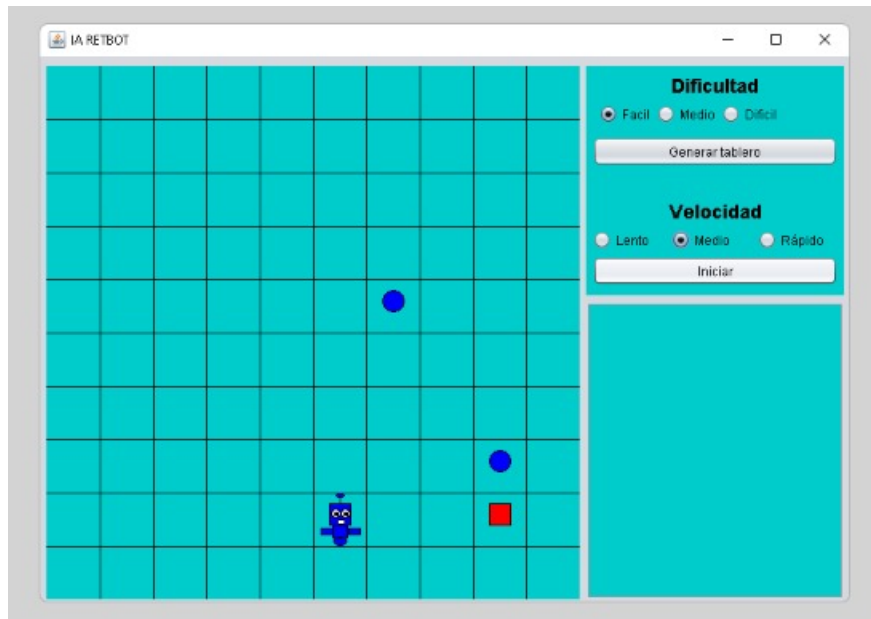 IA RETBOT
Dificultad
Facil Medio Dificil
Generar tablero
Velocidad
Lento Medio Rápido
Iniciar